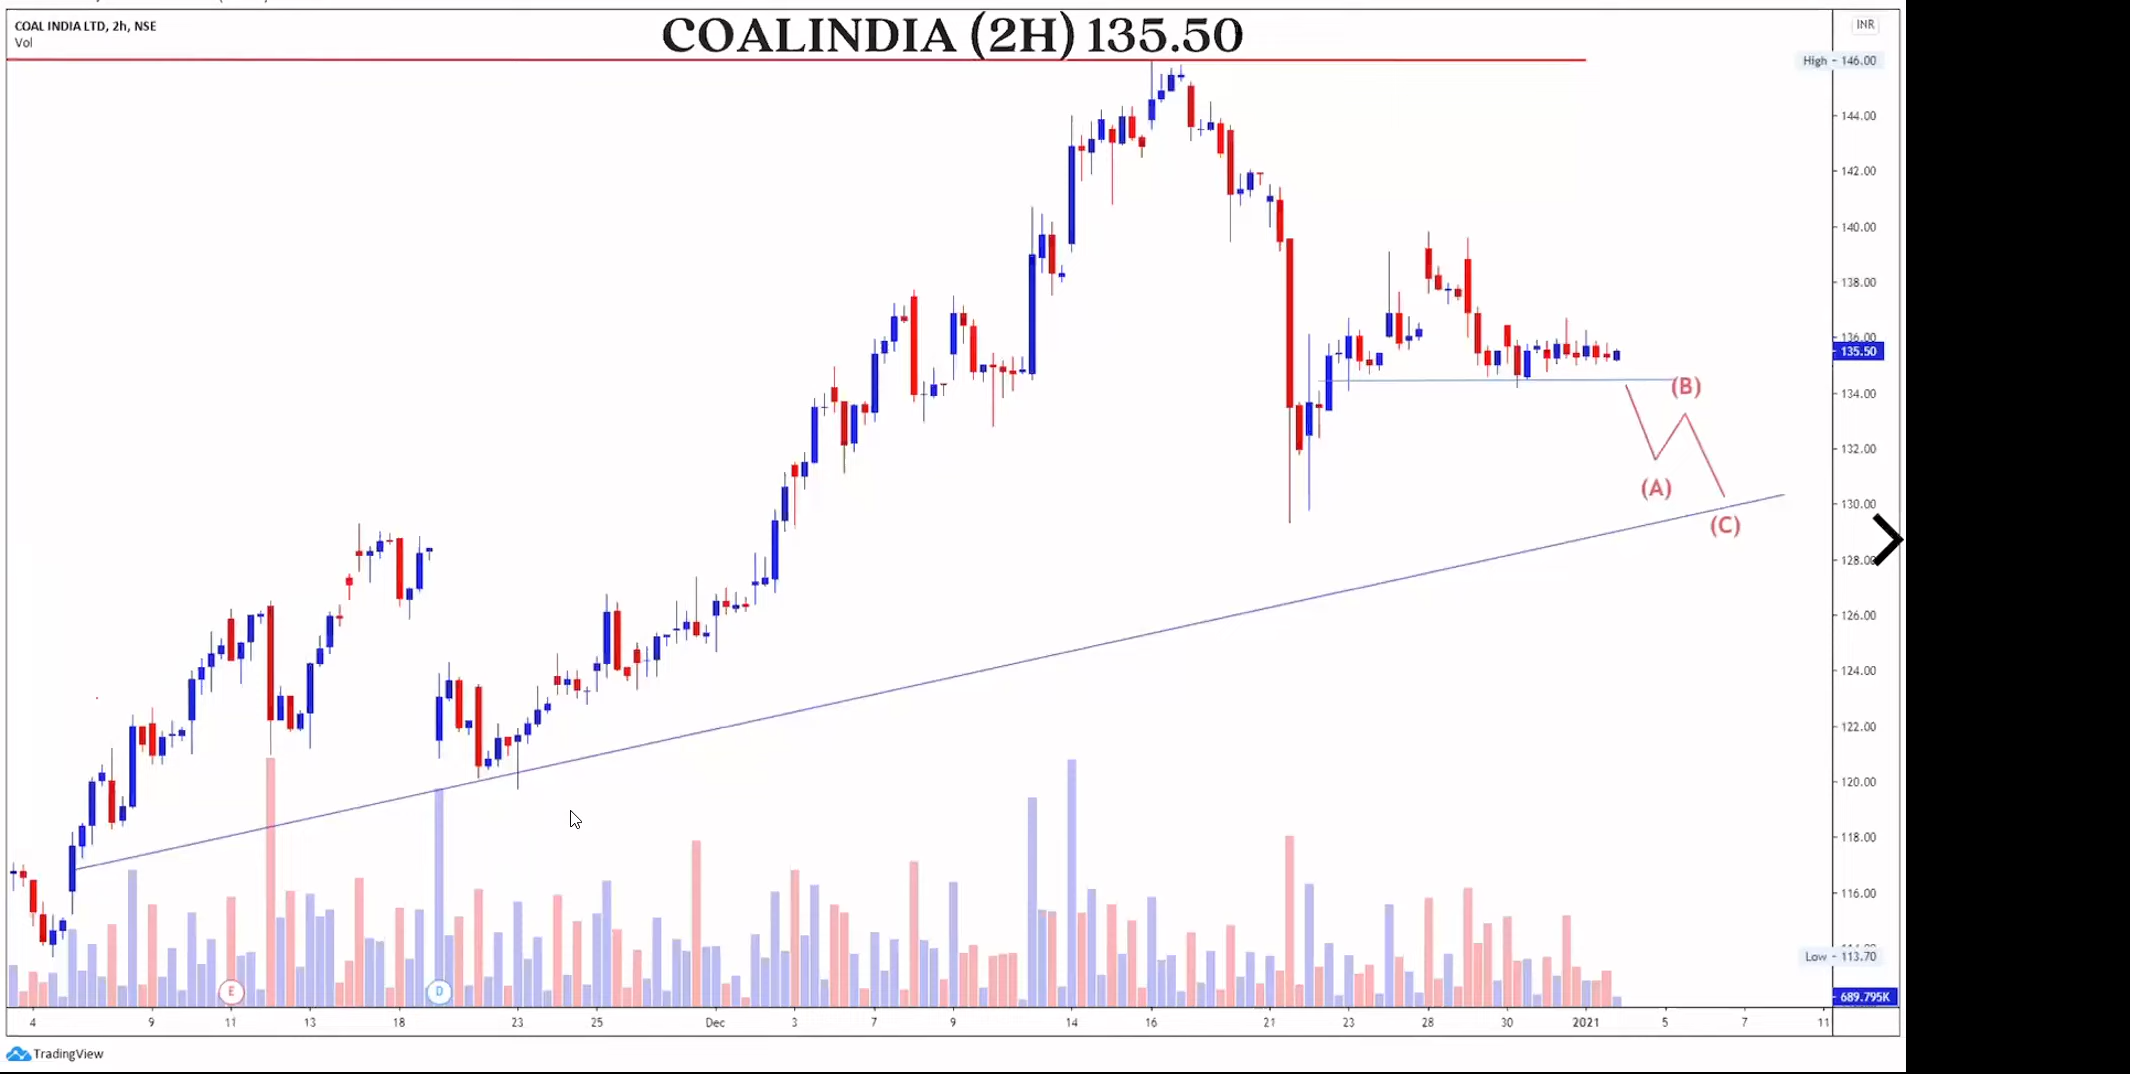 COAL INDIA LTD, 2h, NSE
Vol
COALINDIA (2H) 135.50
INR
High - 146.00
144.00
142.00
140.00
138.00
136.00
135.50
134.00
132.00
130.00
128.00
126.00
124.00
122.00
120.00
118.00
116.00
Low - 113.70
689.795K
(B)
(A)
(C)
E
D
4 9 11 13 18 23 25 Dec 3 7 9 14 16 21 23 28 30 2021 5 7 11
TradingView